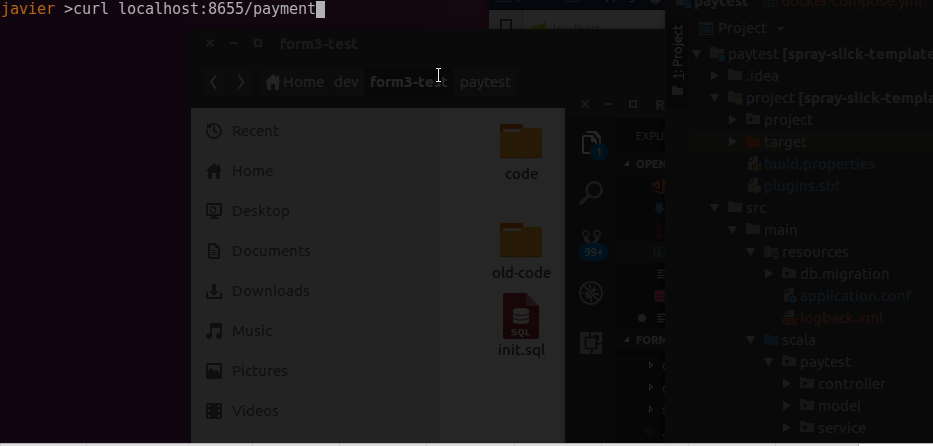 javier >curl localhost:8655/payment
form3-test
Home dev form3-test paytest
Recent
Home
Desktop
Documents
Downloads
Music
Pictures
Videos
code
old-code
SQL
init.sql
R
EXPLO
1
OPEN
99+
FORM
1: Project
paytest docker-compose.yml
Project
paytest [spray-slick-template
.idea
project [spray-slick-templa
project
target
build.properties
plugins.sbt
src
main
resources
db.migration
application.conf
logback.xml
scala
paytest
controller
model
service